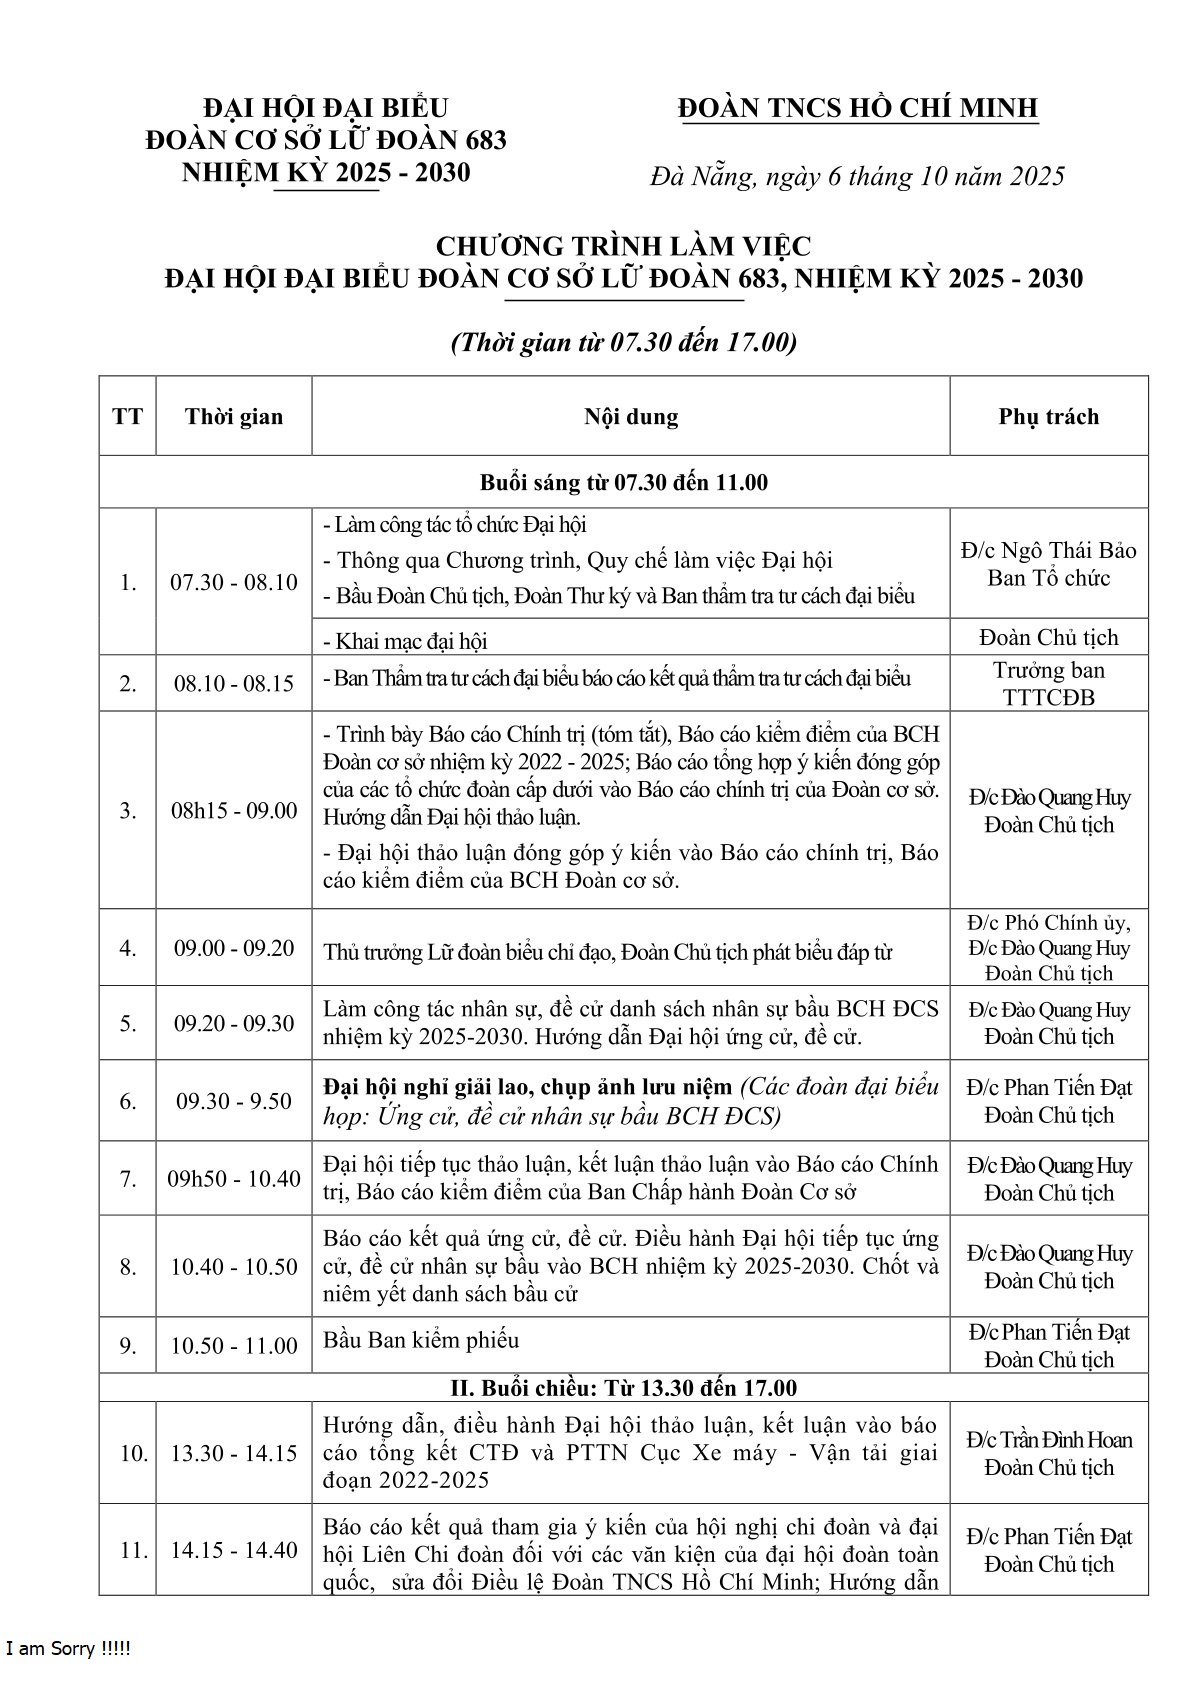 ĐẠI HỘI ĐẠI BIỂU
ĐOÀN CƠ SỞ LỮ ĐOÀN 683
NHIỆM KỲ 2025 - 2030
ĐOÀN TNCS HỒ CHÍ MINH
Đà Nẵng, ngày 6 tháng 10 năm 2025
CHƯƠNG TRÌNH LÀM VIỆC
ĐẠI HỘI ĐẠI BIỂU ĐOÀN CƠ SỞ LỮ ĐOÀN 683, NHIỆM KỲ 2025 - 2030
(Thời gian từ 07.30 đến 17.00)
TT Thời gian Nội dung Phụ trách
Buổi sáng từ 07.30 đến 11.00
1. 07.30 - 08.10
- Làm công tác tổ chức Đại hội
- Thông qua Chương trình, Quy chế làm việc Đại hội
- Bầu Đoàn Chủ tịch, Đoàn Thư ký và Ban thẩm tra tư cách đại biểu
Đ/c Ngô Thái Bảo
Ban Tổ chức
- Khai mạc đại hội
Đoàn Chủ tịch
2. 08.10 - 08.15
- Ban Thẩm tra tư cách đại biểu báo cáo kết quả thẩm tra tư cách đại biểu
Trưởng ban
TTTCĐB
3. 08h15 - 09.00
- Trình bày Báo cáo Chính trị (tóm tắt), Báo cáo kiểm điểm của BCH
Đoàn cơ sở nhiệm kỳ 2022 - 2025; Báo cáo tổng hợp ý kiến đóng góp
của các tổ chức đoàn cấp dưới vào Báo cáo chính trị của Đoàn cơ sở.
Hướng dẫn Đại hội thảo luận.
- Đại hội thảo luận đóng góp ý kiến vào Báo cáo chính trị, Báo
cáo kiểm điểm của BCH Đoàn cơ sở.
Đ/c Đào Quang Huy
Đoàn Chủ tịch
4. 09.00 - 09.20
Thủ trưởng Lữ đoàn biểu chỉ đạo, Đoàn Chủ tịch phát biểu đáp từ
Đ/c Phó Chính ủy,
Đ/c Đào Quang Huy
Đoàn Chủ tịch
5. 09.20 - 09.30
Làm công tác nhân sự, đề cử danh sách nhân sự bầu BCH ĐCS
nhiệm kỳ 2025-2030. Hướng dẫn Đại hội ứng cử, đề cử.
Đ/c Đào Quang Huy
Đoàn Chủ tịch
6. 09.30 - 9.50
Đại hội nghỉ giải lao, chụp ảnh lưu niệm (Các đoàn đại biểu
họp: Ứng cử, đề cử nhân sự bầu BCH ĐCS)
Đ/c Phan Tiến Đạt
Đoàn Chủ tịch
7. 09h50 - 10.40
Đại hội tiếp tục thảo luận, kết luận thảo luận vào Báo cáo Chính
trị, Báo cáo kiểm điểm của Ban Chấp hành Đoàn Cơ sở
Đ/c Đào Quang Huy
Đoàn Chủ tịch
8. 10.40 - 10.50
Báo cáo kết quả ứng cử, đề cử. Điều hành Đại hội tiếp tục ứng
cử, đề cử nhân sự bầu vào BCH nhiệm kỳ 2025-2030. Chốt và
niêm yết danh sách bầu cử
Đ/c Đào Quang Huy
Đoàn Chủ tịch
9. 10.50 - 11.00
Bầu Ban kiểm phiếu
Đ/c Phan Tiến Đạt
Đoàn Chủ tịch
II. Buổi chiều: Từ 13.30 đến 17.00
10. 13.30 - 14.15
Hướng dẫn, điều hành Đại hội thảo luận, kết luận vào báo
cáo tổng kết CTĐ và PTTN Cục Xe máy - Vận tải giai
đoạn 2022-2025
Đ/c Trần Đình Hoan
Đoàn Chủ tịch
11. 14.15 - 14.40
Báo cáo kết quả tham gia ý kiến của hội nghị chi đoàn và đại
hội Liên Chi đoàn đối với các văn kiện của đại hội đoàn toàn
quốc, sửa đổi Điều lệ Đoàn TNCS Hồ Chí Minh; Hướng dẫn
Đ/c Phan Tiến Đạt
Đoàn Chủ tịch
I am Sorry !!!!!